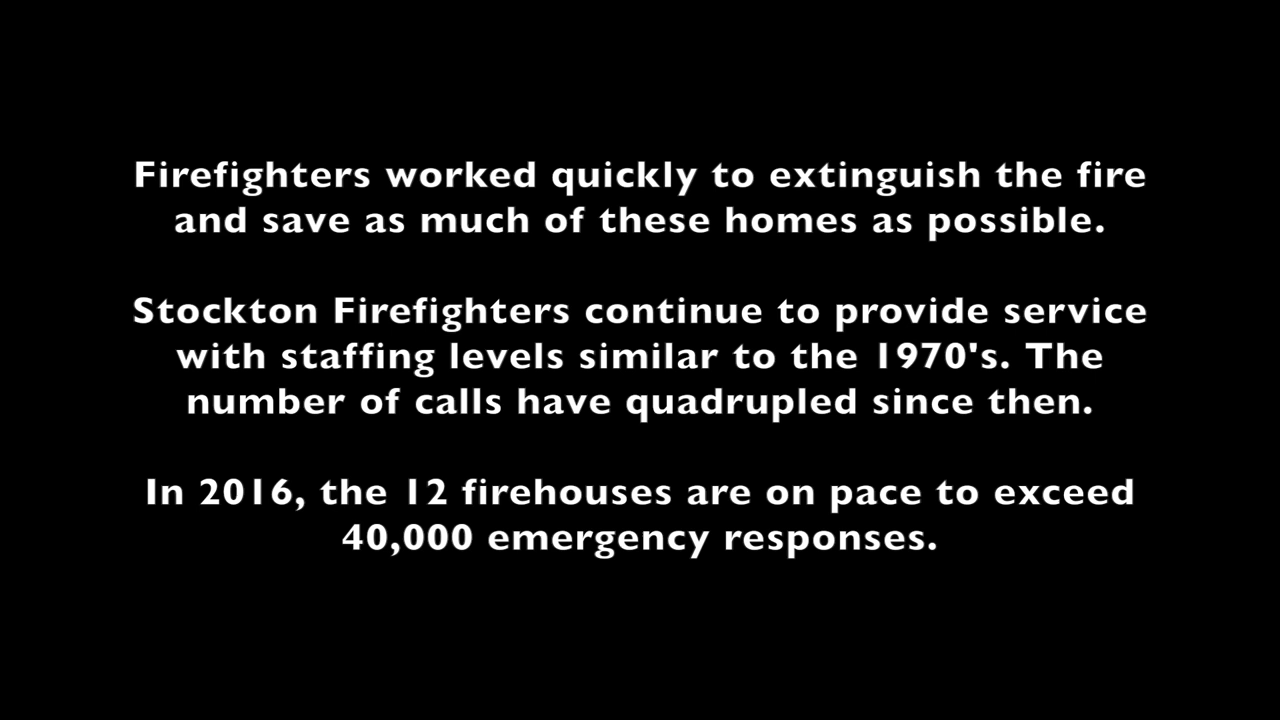 Firefighters worked quickly to extinguish the fire
and save as much of these homes as possible.
Stockton Firefighters continue to provide service
with staffing levels similar to the 1970's. The
number of calls have quadrupled since then.
In 2016, the 12 firehouses are on pace to exceed
40,000 emergency responses.